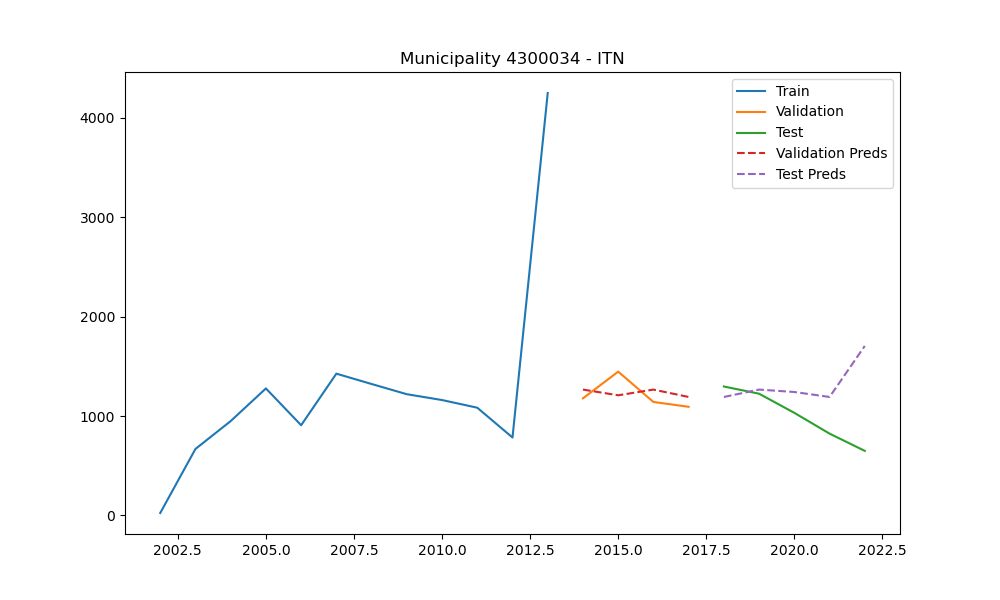 Municipality 4300034 - ITN
Train
Validation
Test
Validation Preds
Test Preds
4000
3000
2000
1000
0
2002.5 2005.0 2007.5 2010.0 2012.5 2015.0 2017.5 2020.0 2022.5